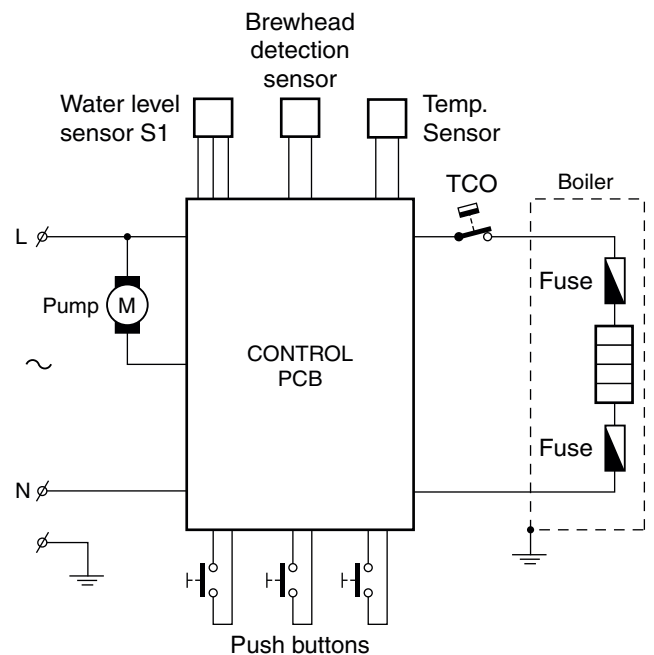 Brewhead
detection
sensor
Water level
sensor S1
Temp.
Sensor
TCO
Boiler
L
Fuse
Pump
M
CONTROL
PCB
Fuse
N
Push buttons